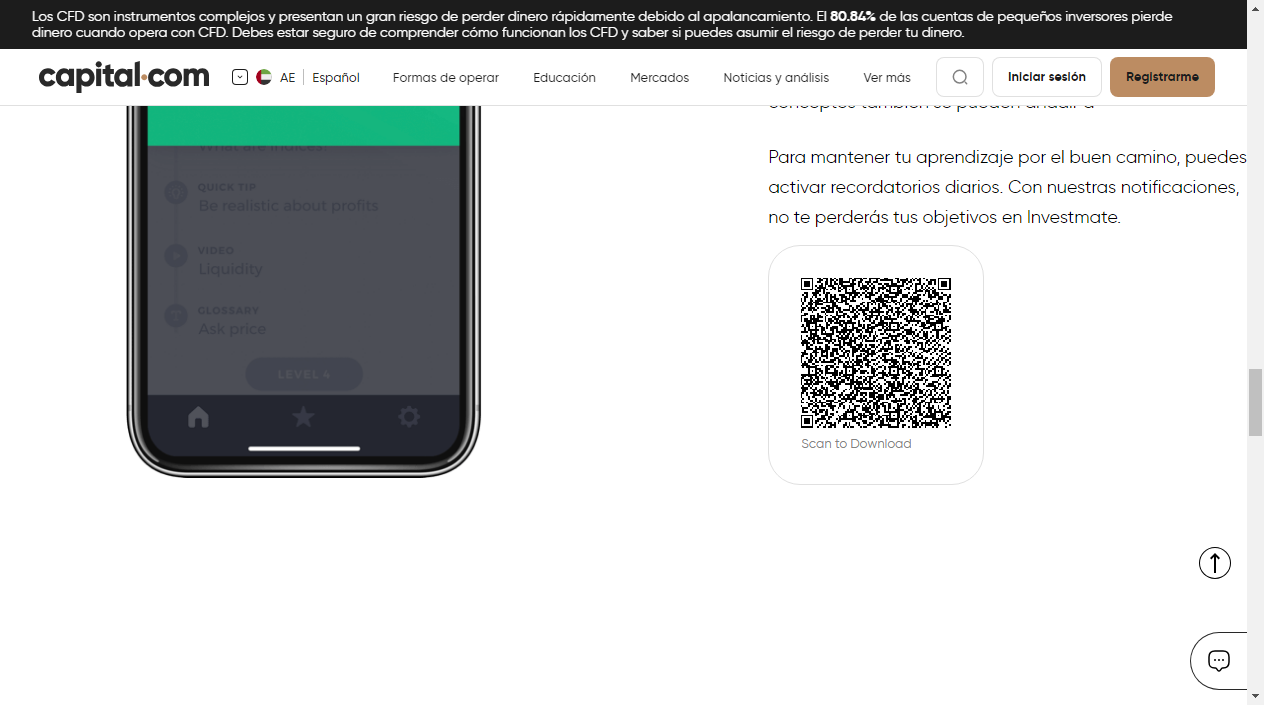 Los CFD son instrumentos complejos y presentan un gran riesgo de perder dinero rápidamente debido al apalancamiento. El 80.84% de las cuentas de pequeños inversores pierde
dinero cuando opera con CFD. Debes estar seguro de comprender cómo funcionan los CFD y saber si puedes asumir el riesgo de perder tu dinero.
capital.com
AE
Español
Formas de operar
Educación
Mercados
Noticias y análisis
Ver más
Iniciar sesión
Registrarme
conceptos también se pueden añadir a
Para mantener tu aprendizaje por el buen camino, puedes
activar recordatorios diarios. Con nuestras notificaciones,
no te perderás tus objetivos en Investmate.
What are indices?
QUICK TIP
Be realistic about profits
VIDEO
Liquidity
GLOSSARY
Ask price
LEVEL 4
Scan to Download